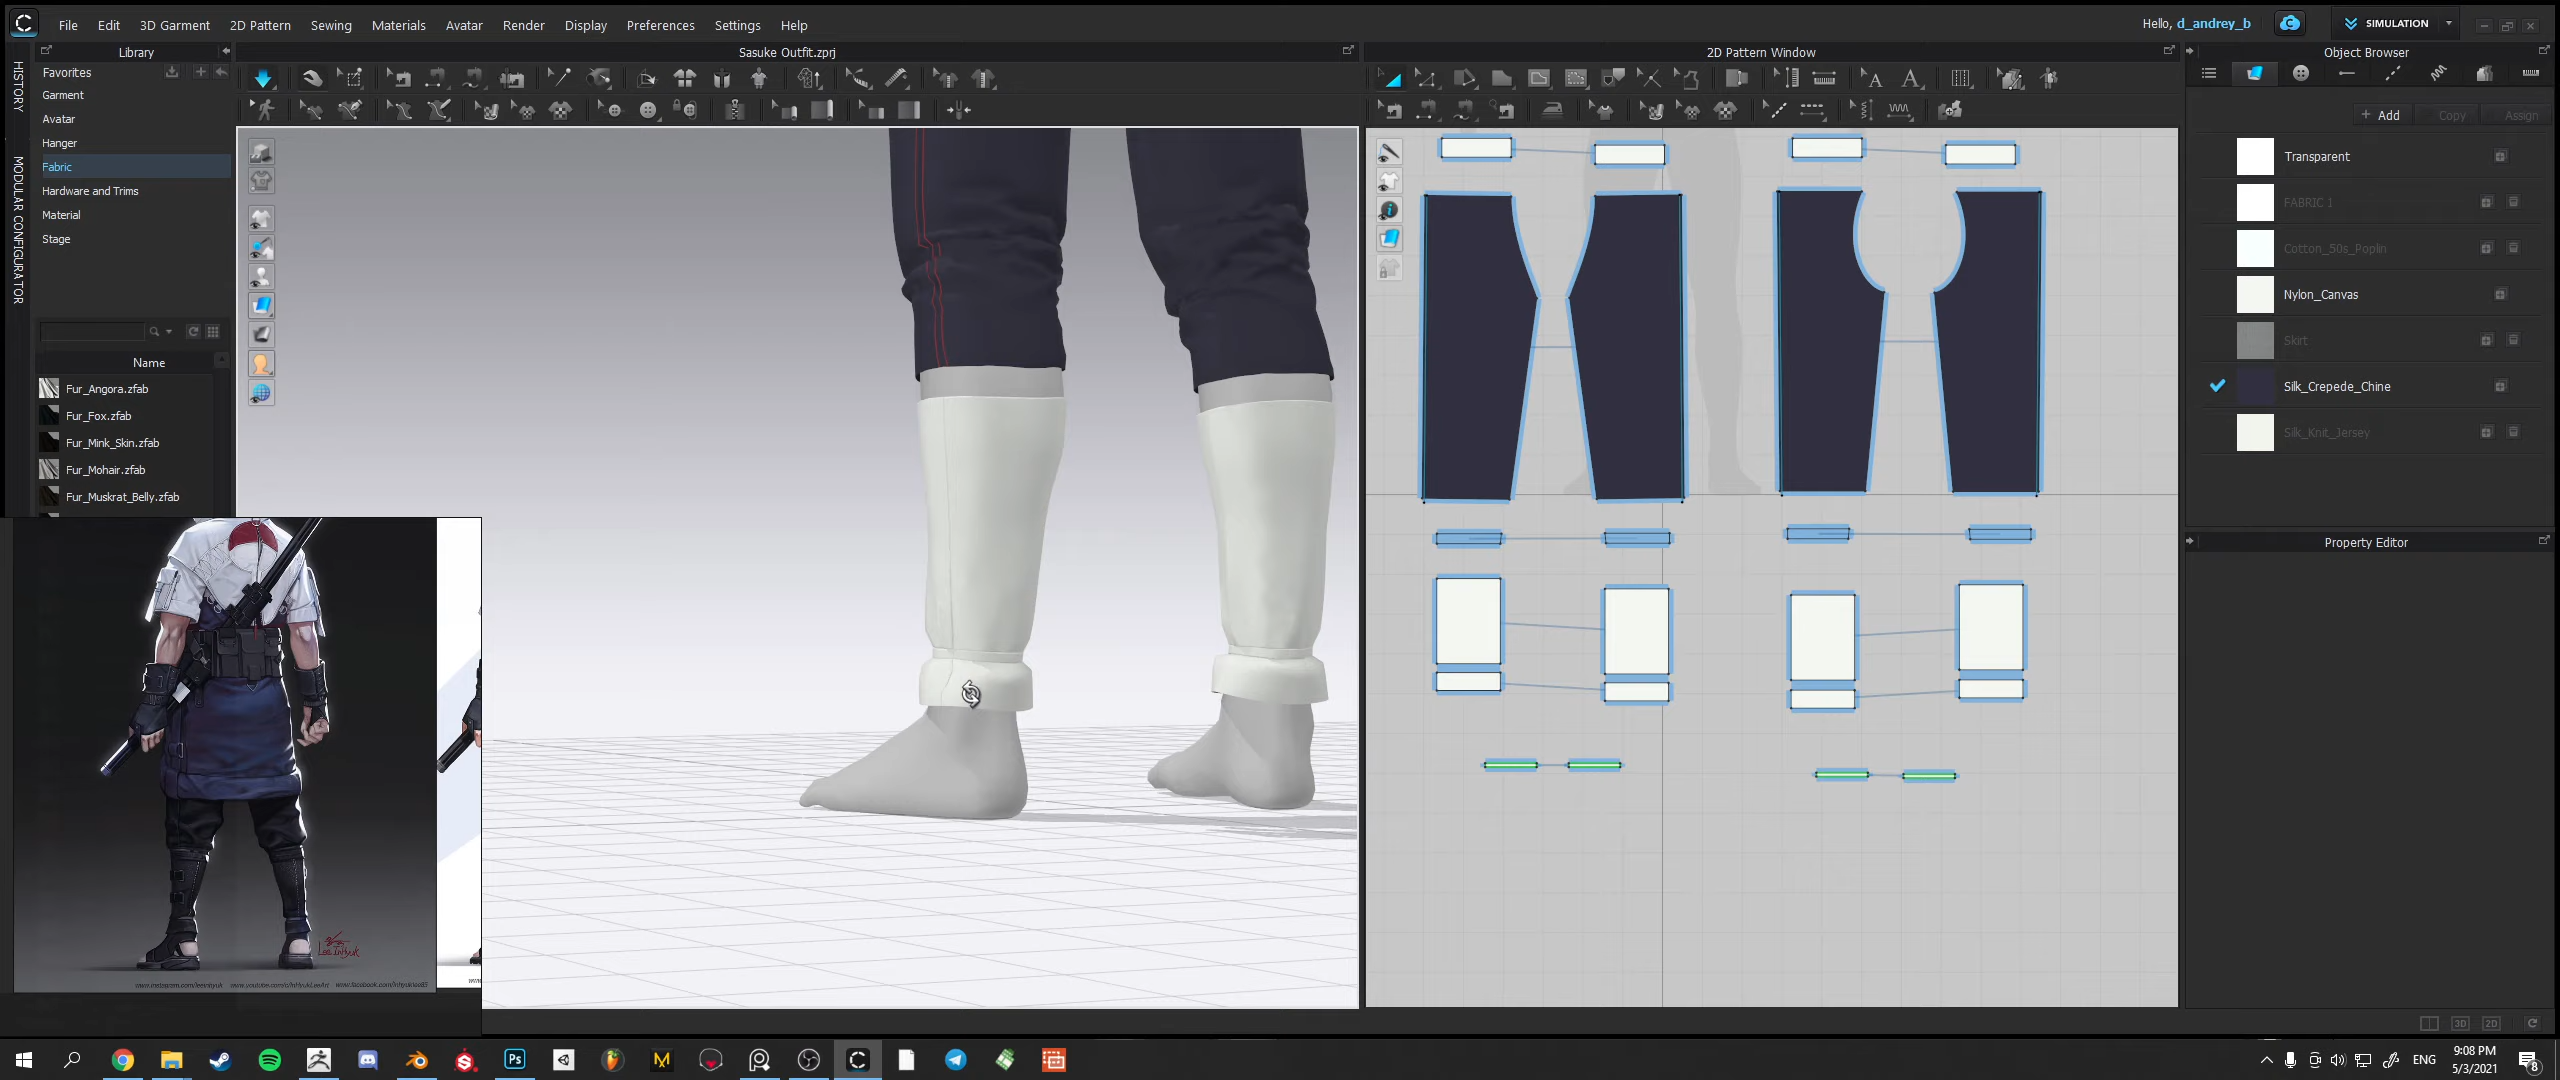 File Edit 3D Garment 2D Pattern Sewing Materials Avatar Render Display Preferences Settings Help
Hello, d_andrey_b
SIMULATION
HISTORY
MODULAR CONFIGURATOR
Library
Favorites
Garment
Avatar
Hanger
Fabric
Hardware and Trims
Material
Stage
Name
Fur_Angora.zfab
Fur_Fox.zfab
Fur_Mink_Skin.zfab
Fur_Mohair.zfab
Fur_Muskrat_Belly.zfab
Sasuke Outfit.zprj
2D Pattern Window
Object Browser
+ Add Copy Assign
Transparent
FABRIC 1
Cotton_50s_Poplin
Nylon_Canvas
Skirt
Silk_Crepede_Chine
Silk_Knit_Jersey
Property Editor
3D 2D
ENG
9:08 PM
5/3/2021
8